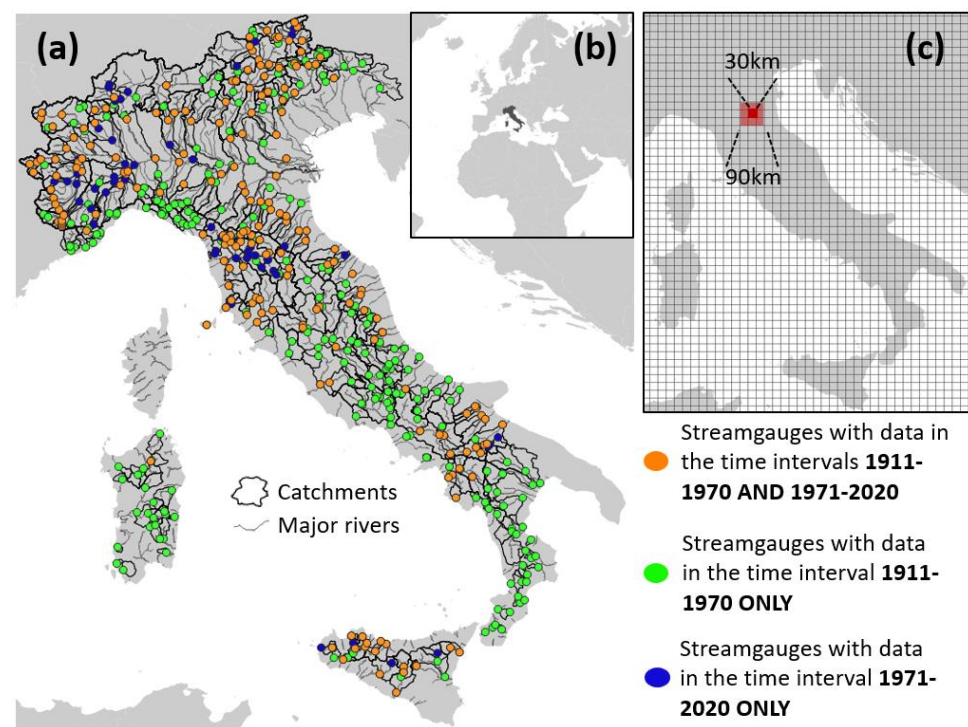 (a)
(b)
(c)
30km
90km
Catchments
Major rivers
Streamgauges with data in
the time intervals 1911-
1970 AND 1971-2020
Streamgauges with data
in the time interval 1911-
1970 ONLY
Streamgauges with data
in the time interval 1971-
2020 ONLY